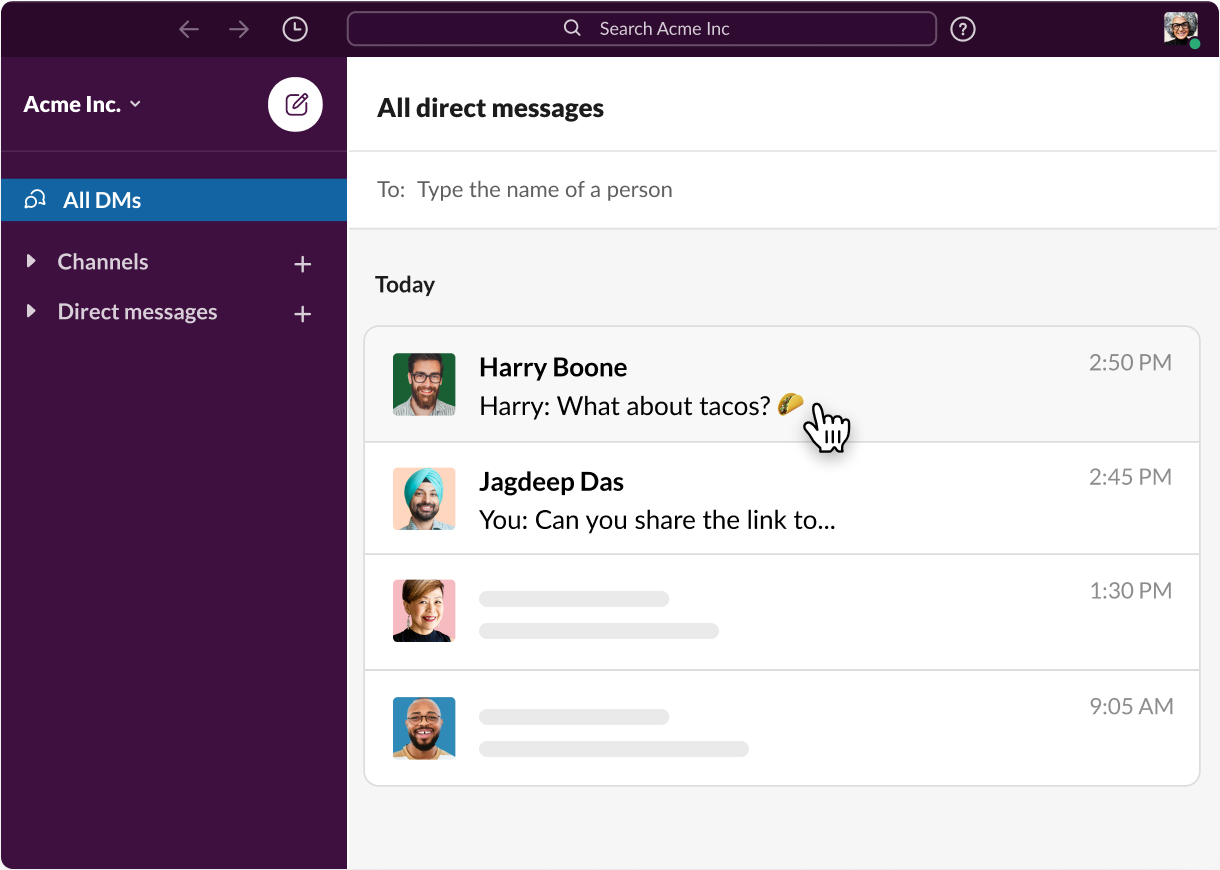 Search Acme Inc
Acme Inc.
All DMs
Channels
Direct messages
All direct messages
To: Type the name of a person
Today
Harry Boone
2:50 PM
Harry: What about tacos? 🌮
Jagdeep Das
2:45 PM
You: Can you share the link to...
1:30 PM
9:05 AM